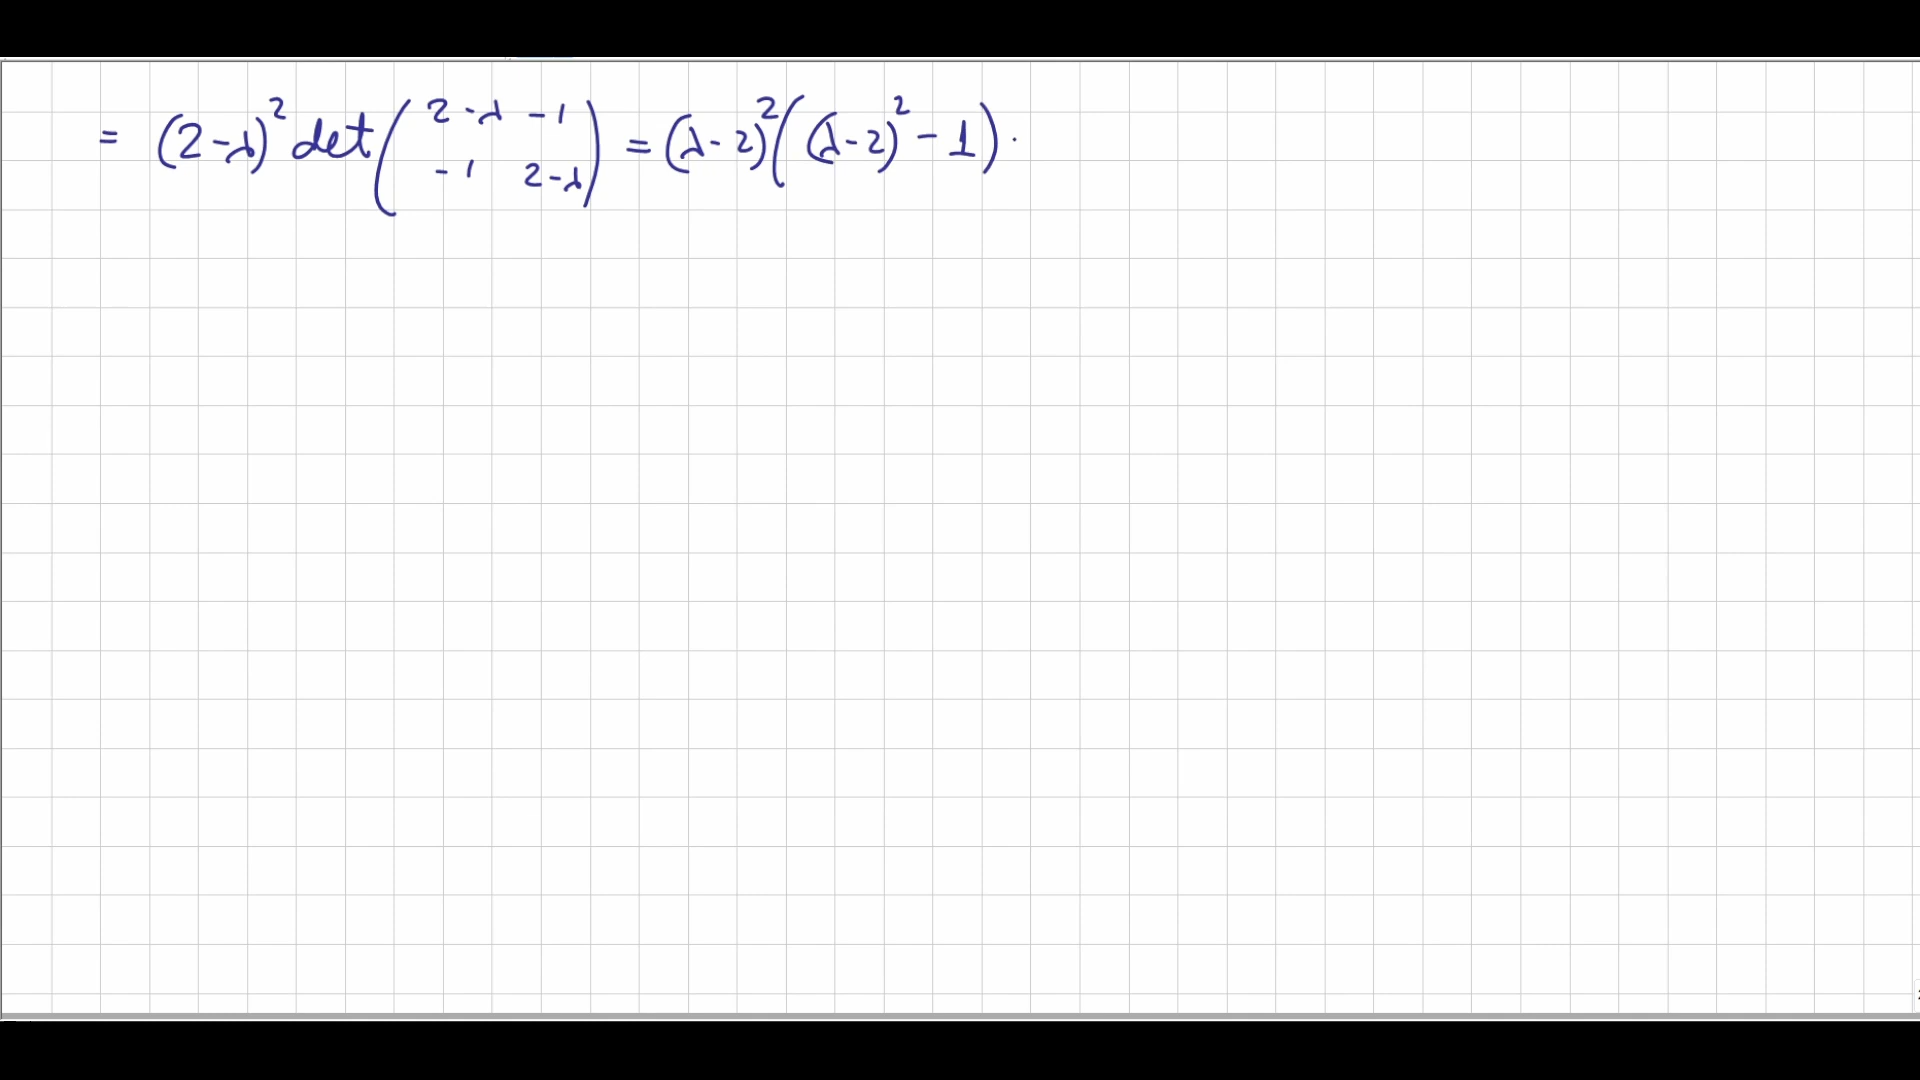 = (2-λ)² det( 2-λ -1 ; -1 2-λ ) = (λ-2)²((λ-2)² - 1).